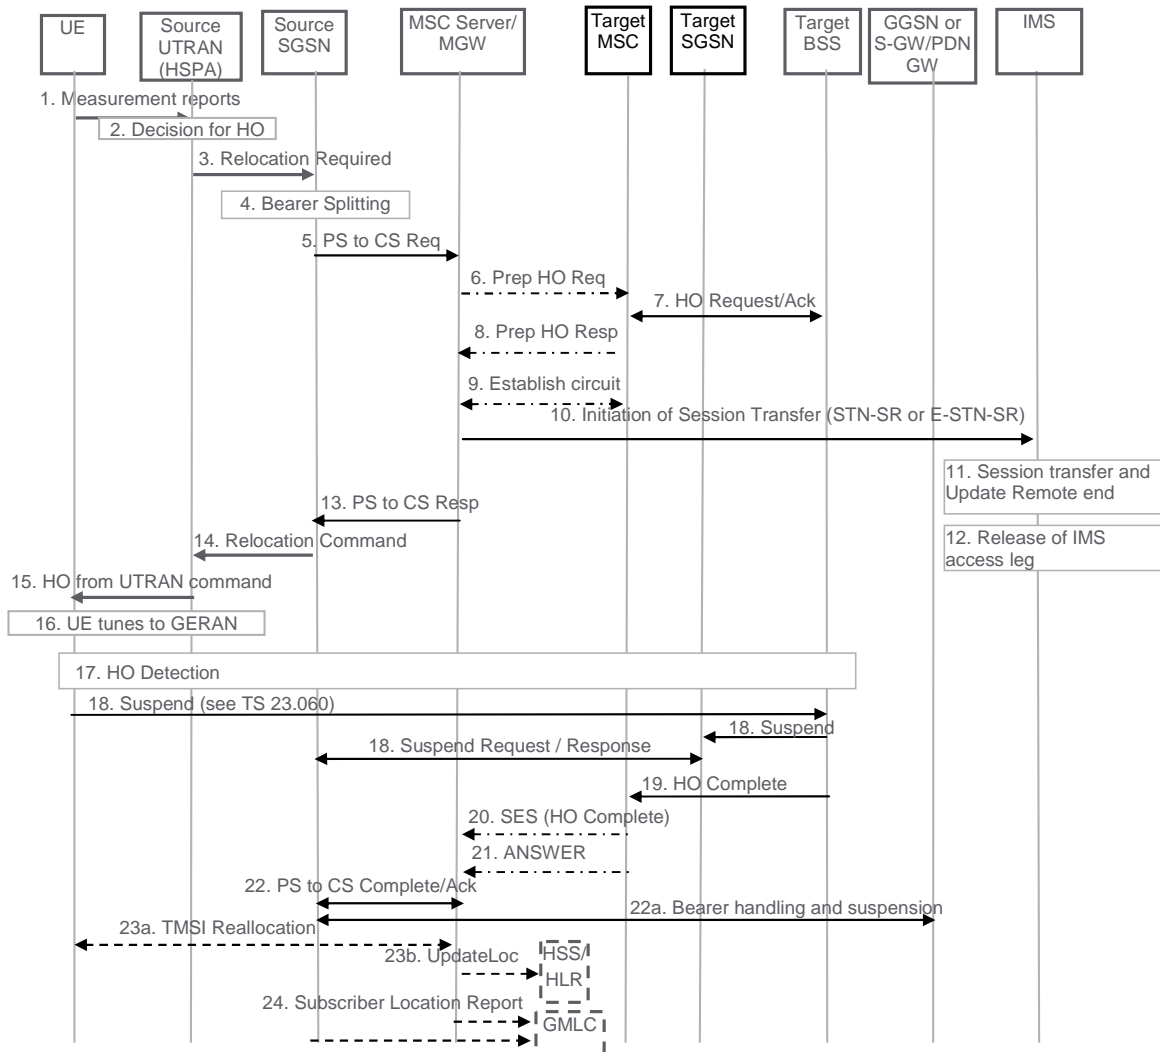 UE
Source
UTRAN
(HSPA)
Source
SGSN
MSC Server/
MGW
Target
MSC
Target
SGSN
Target
BSS
GGSN or
S-GW/PDN
GW
IMS
1. Measurement reports
2. Decision for HO
3. Relocation Required
4. Bearer Splitting
5. PS to CS Req
6. Prep HO Req
7. HO Request/Ack
8. Prep HO Resp
9. Establish circuit
10. Initiation of Session Transfer (STN-SR or E-STN-SR)
11. Session transfer and
Update Remote end
13. PS to CS Resp
12. Release of IMS
access leg
14. Relocation Command
15. HO from UTRAN command
16. UE tunes to GERAN
17. HO Detection
18. Suspend (see TS 23.060)
18. Suspend
18. Suspend Request / Response
19. HO Complete
20. SES (HO Complete)
21. ANSWER
22. PS to CS Complete/Ack
22a. Bearer handling and suspension
23a. TMSI Reallocation
23b. UpdateLoc
HSS/
HLR
24. Subscriber Location Report
GMLC